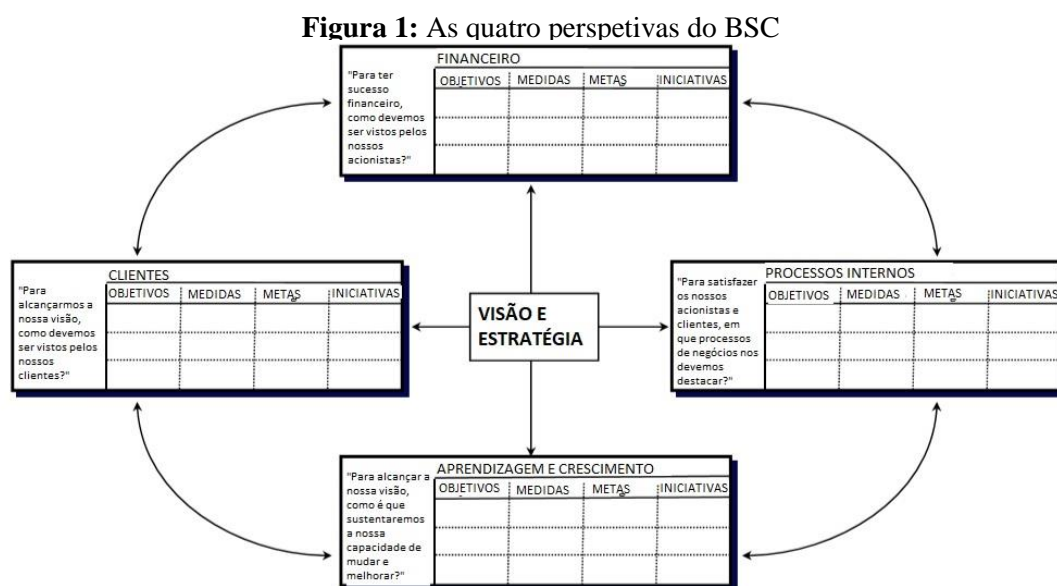 Figura 1: As quatro perspetivas do BSC
FINANCEIRO
"Para ter
sucesso
financeiro,
como devemos
ser vistos pelos
nossos
acionistas?"
OBJETIVOS MEDIDAS METAS INICIATIVAS
CLIENTES
"Para
alcançarmos a
nossa visão,
como devemos
ser vistos pelos
nossos
clientes?"
OBJETIVOS MEDIDAS METAS INICIATIVAS
VISÃO E
ESTRATÉGIA
PROCESSOS INTERNOS
"Para satisfazer
os nossos
acionistas e
clientes, em
que processos
de negócios nos
devemos
destacar?"
OBJETIVOS MEDIDAS METAS INICIATIVAS
APRENDIZAGEM E CRESCIMENTO
"Para alcançar a
nossa visão,
como é que
sustentaremos
a nossa
capacidade de
mudar e
melhorar?"
OBJETIVOS MEDIDAS METAS INICIATIVAS